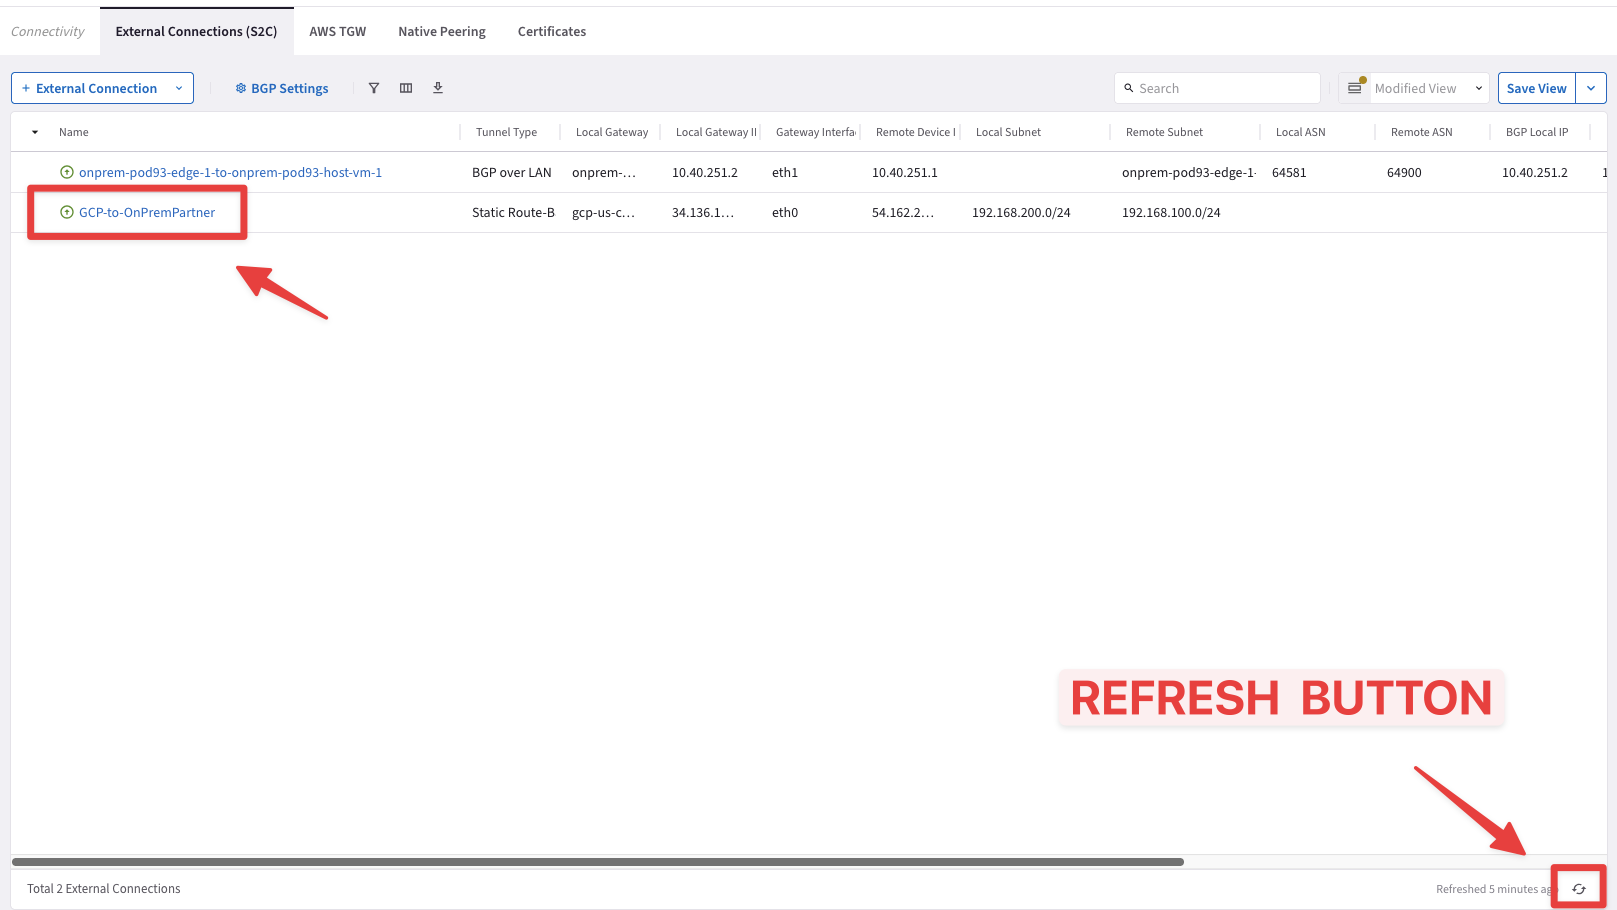 Connectivity External Connections (S2C) AWS TGW Native Peering Certificates
+ External Connection BGP Settings Search Modified View Save View
Name Tunnel Type Local Gateway Local Gateway Gateway Remote Device Local Subnet Remote Subnet Local ASN Remote ASN BGP Local IP
onprem-pod93-edge-1-to-onprem-pod93-host-vm-1 BGP over LAN onprem-... 10.40.251.2 eth1 10.40.251.1 onprem-pod93-edge-1- 64581 64900 10.40.251.2
GCP-to-OnPremPartner Static Route-B gcp-us-c... 34.136.1... eth0 54.162.2... 192.168.200.0/24 192.168.100.0/24
REFRESH BUTTON
Total 2 External Connections Refreshed 5 minutes